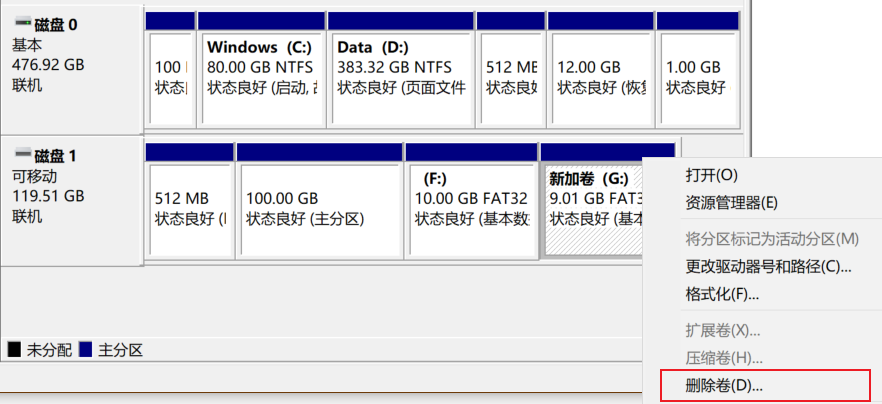 磁盘 0
基本
476.92 GB
联机
100
状态
Windows (C:)
80.00 GB NTFS
状态良好 (启动,
Data (D:)
383.32 GB NTFS
状态良好 (页面文件
512 MB
状态良好
12.00 GB
状态良好 (恢
1.00 GB
状态良好
磁盘 1
可移动
119.51 GB
联机
512 MB
状态良好 (
100.00 GB
状态良好 (主分区)
(F:)
10.00 GB FAT32
状态良好 (基本数
新加卷 (G:)
9.01 GB FAT3
状态良好 (基本
打开(O)
资源管理器(E)
将分区标记为活动分区(M)
更改驱动器号和路径(C)...
格式化(F)...
扩展卷(X)...
压缩卷(H)...
删除卷(D)...
未分配
主分区